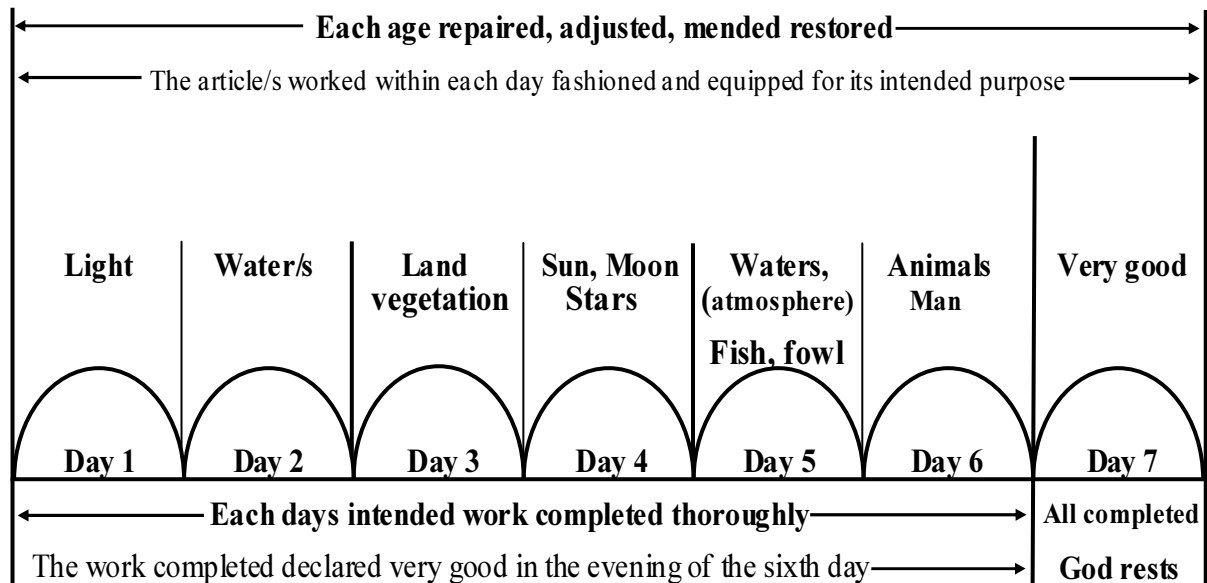 Each age repaired, adjusted, mended restored
The article/s worked within each day fashioned and equipped for its intended purpose
Light
Water/s
Land
vegetation
Sun, Moon
Stars
Waters,
(atmosphere)
Fish, fowl
Animals
Man
Very good
Day 1
Day 2
Day 3
Day 4
Day 5
Day 6
Day 7
Each days intended work completed thoroughly
All completed
The work completed declared very good in the evening of the sixth day
God rests